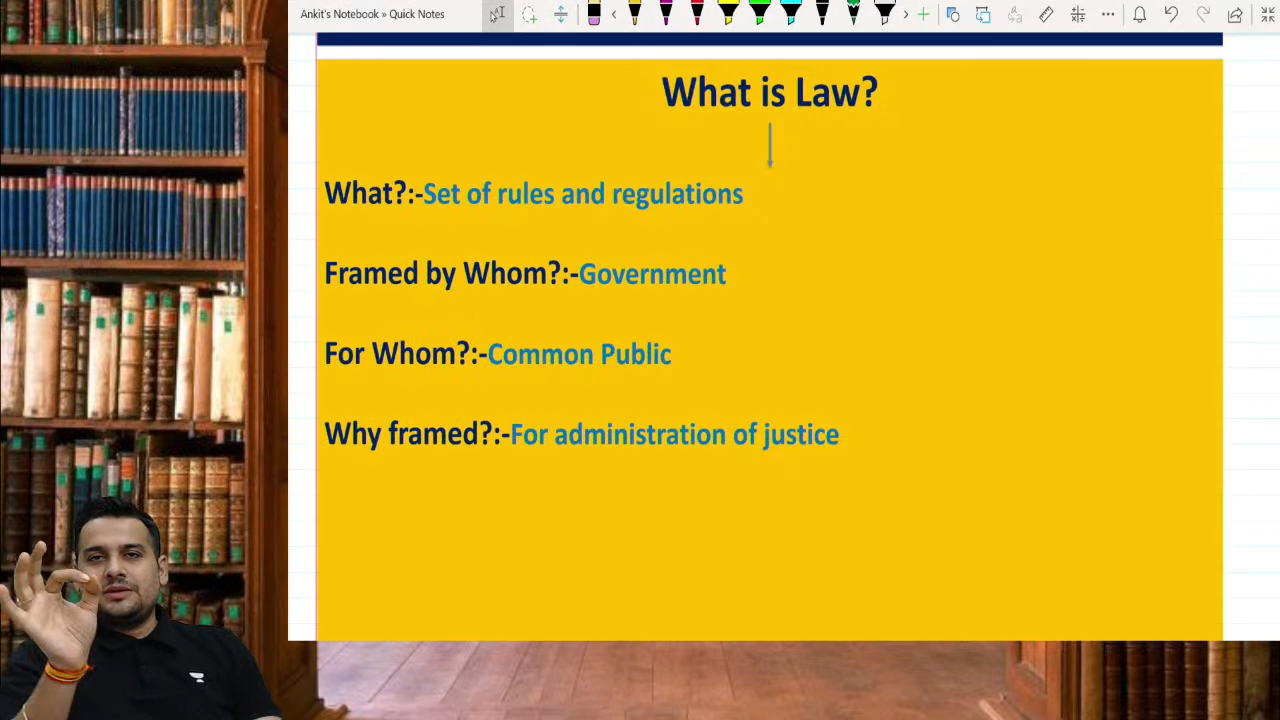 Ankit's Notebook » Quick Notes
What is Law?
What?:-Set of rules and regulations
Framed by Whom?:-Government
For Whom?:-Common Public
Why framed?:-For administration of justice